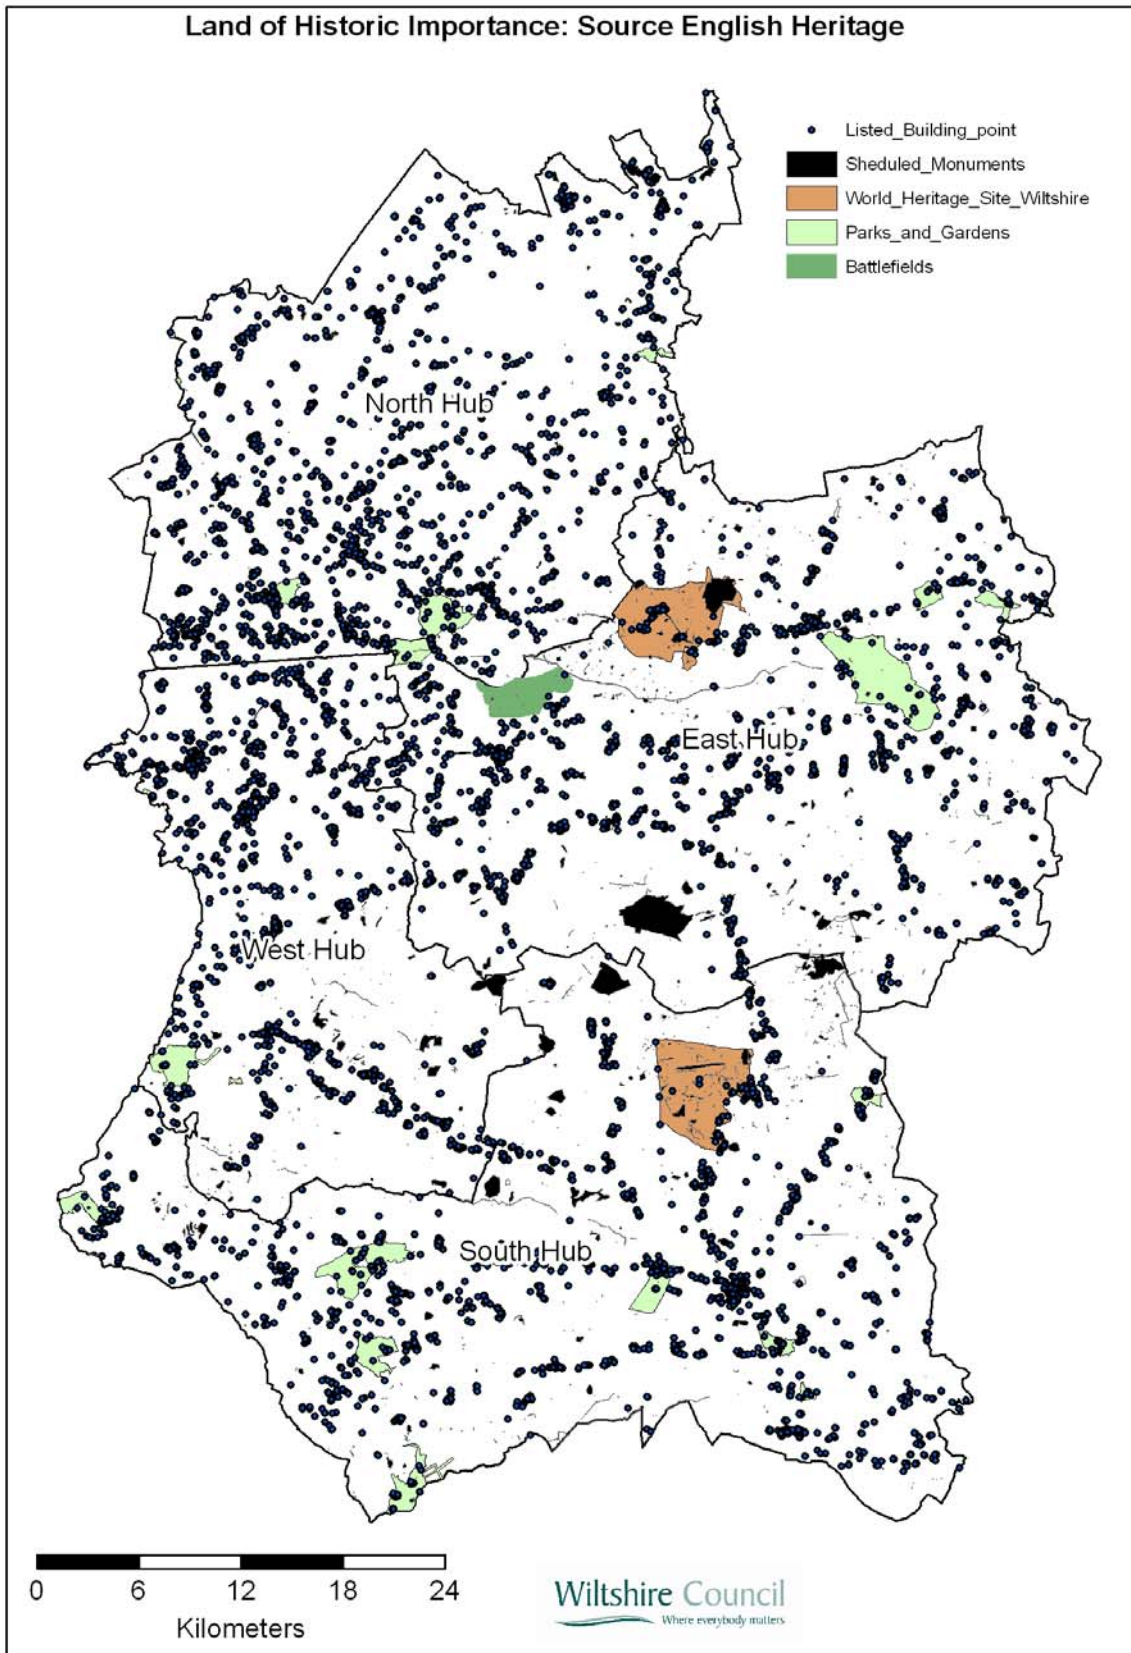 Land of Historic Importance: Source English Heritage
Listed_Building_point
Sheduled_Monuments
World_Heritage_Site_Wiltshire
Parks_and_Gardens
Battlefields
North Hub
East Hub
West Hub
South Hub
0 6 12 18 24
Kilometers
Wiltshire Council
Where everybody matters